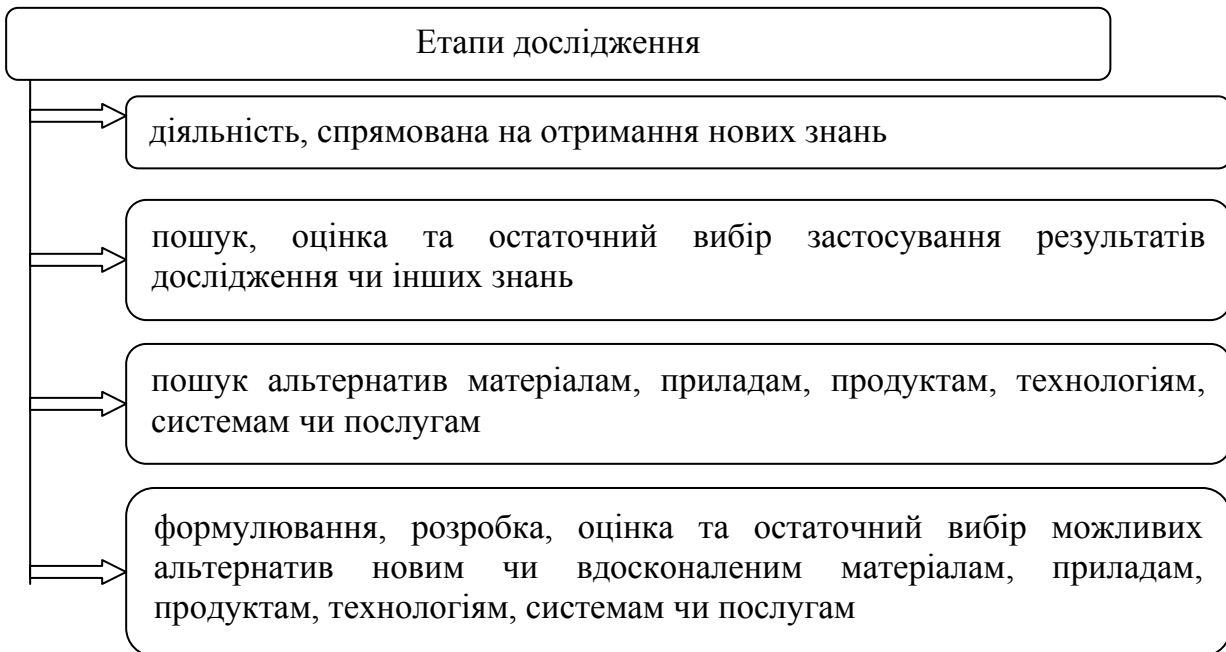 Етапи дослідження
діяльність, спрямована на отримання нових знань
пошук, оцінка та остаточний вибір застосування результатів
дослідження чи інших знань
пошук альтернатив матеріалам, приладам, продуктам, технологіям,
системам чи послугам
формулювання, розробка, оцінка та остаточний вибір можливих
альтернатив новим чи вдосконаленим матеріалам, приладам,
продуктам, технологіям, системам чи послугам